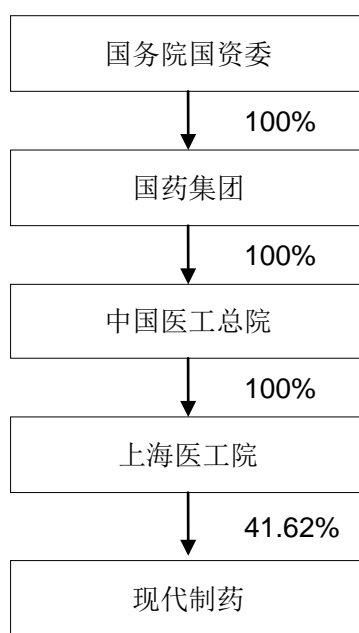 国务院国资委
100%
国药集团
100%
中国医工总院
100%
上海医工院
41.62%
现代制药